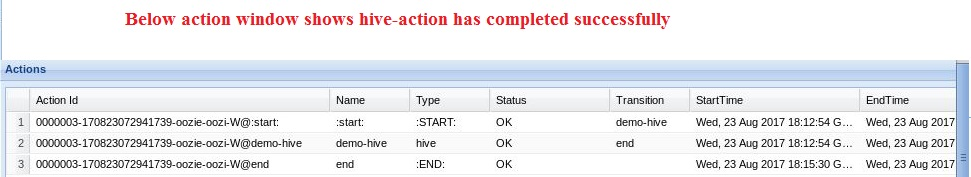 Below action window shows hive-action has completed successfully
Actions
Action Id Name Type Status Transition StartTime EndTime
1 0000003-170823072941739-oozie-oozi-W@:start: :start: :START: OK demo-hive Wed, 23 Aug 2017 18:12:54 G... Wed, 23 Aug 2017
2 0000003-170823072941739-oozie-oozi-W@demo-hive demo-hive hive OK end Wed, 23 Aug 2017 18:12:54 G... Wed, 23 Aug 2017
3 0000003-170823072941739-oozie-oozi-W@end end :END: OK Wed, 23 Aug 2017 18:15:30 G... Wed, 23 Aug 2017